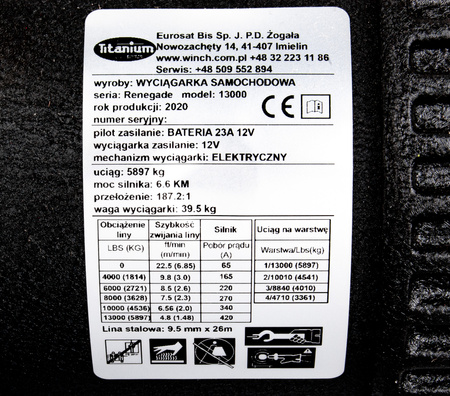 Titanium
Eurosat Bis Sp. J. P.D. Żogała
Nowozachęty 14, 41-407 Imielin
www.winch.com.pl +48 32 223 11 86
Serwis: +48 509 552 894
wyroby: WYCIĄGARKA SAMOCHODOWA
seria: Renegade model: 13000
rok produkcji: 2020
numer seryjny:
CE
pilot zasilanie: BATERIA 23A 12V
wyciągarka zasilanie: 12V
mechanizm wyciągarki: ELEKTRYCZNY
uciąg: 5897 kg
moc silnika: 6.6 KM
przełożenie: 187.2:1
waga wyciągarki: 39.5 kg
Obciążenie liny Szybkość zwijania liny Silnik Uciąg na warstwę
LBS (KG) ft/min (m/min) Pobór prądu (A) Warstwa/Lbs(kg)
0 22.5 (6.85) 65 1/13000 (5897)
4000 (1814) 9.8 (3.0) 165 2/10010 (4541)
6000 (2721) 8.5 (2.6) 220 3/8840 (4010)
8000 (3628) 7.5 (2.3) 270 4/4710 (3361)
10000 (4536) 6.56 (2.0) 340
13000 (5897) 4.8 (1.48) 420
Lina stalowa: 9.5 mm x 26m